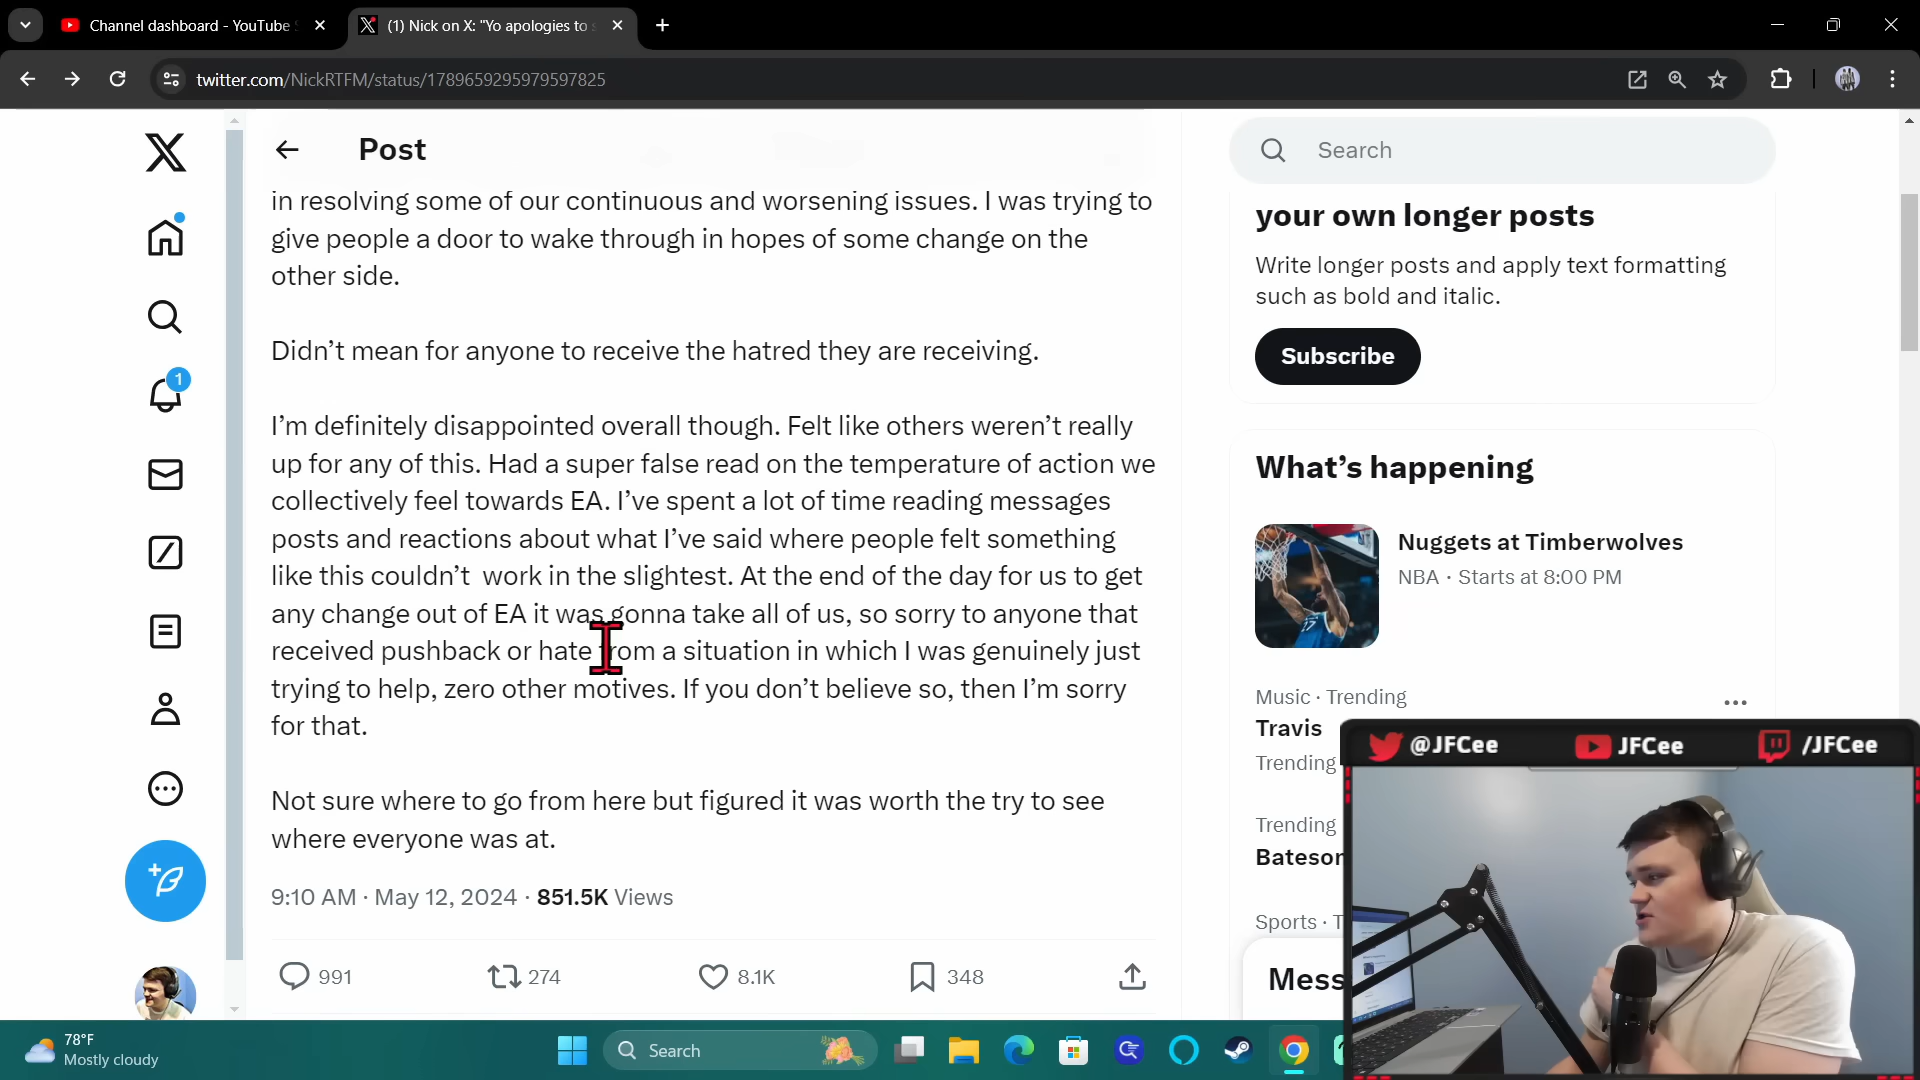 Channel dashboard - YouTube
(1) Nick on X: "Yo apologies to
twitter.com/NickRTFM/status/1789659295979597825
Post
Search
in resolving some of our continuous and worsening issues. I was trying to
give people a door to wake through in hopes of some change on the
other side.
Didn't mean for anyone to receive the hatred they are receiving.
I'm definitely disappointed overall though. Felt like others weren't really
up for any of this. Had a super false read on the temperature of action we
collectively feel towards EA. I've spent a lot of time reading messages
posts and reactions about what I've said where people felt something
like this couldn't  work in the slightest. At the end of the day for us to get
any change out of EA it was gonna take all of us, so sorry to anyone that
received pushback or hate from a situation in which I was genuinely just
trying to help, zero other motives. If you don't believe so, then I'm sorry
for that.
Not sure where to go from here but figured it was worth the try to see
where everyone was at.
9:10 AM · May 12, 2024 · 851.5K Views
991
274
8.1K
348
1
your own longer posts
Write longer posts and apply text formatting
such as bold and italic.
Subscribe
What's happening
Nuggets at Timberwolves
NBA · Starts at 8:00 PM
Music · Trending
Travis
Trending
Trending
Bateson
Sports · T
Mess
@JFCee
JFCee
/JFCee
78°F
Mostly cloudy
Search